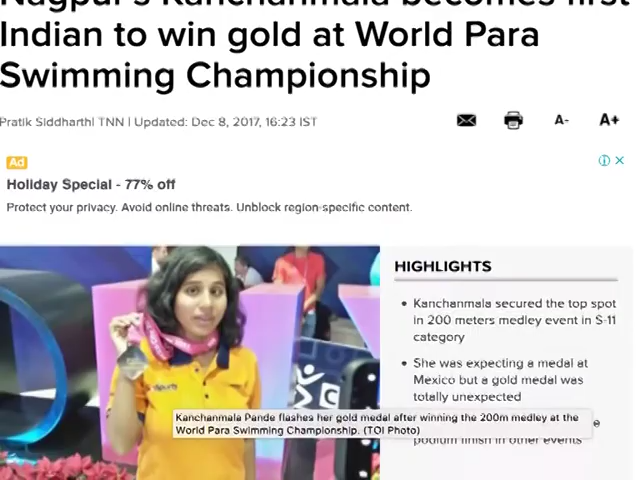 Nagpur's Kanchanmala becomes first
Indian to win gold at World Para
Swimming Championship
Pratik Siddharthi TNN | Updated: Dec 8, 2017, 16:23 IST
A- A+
Ad
Holiday Special - 77% off
Protect your privacy. Avoid online threats. Unblock region-specific content.
HIGHLIGHTS
• Kanchanmala secured the top spot
in 200 meters medley event in S-11
category
• She was expecting a medal at
Mexico but a gold medal was
totally unexpected
Kanchanmala Pande flashes her gold medal after winning the 200m medley at the
World Para Swimming Championship. (TOI Photo)
podium finish in other events